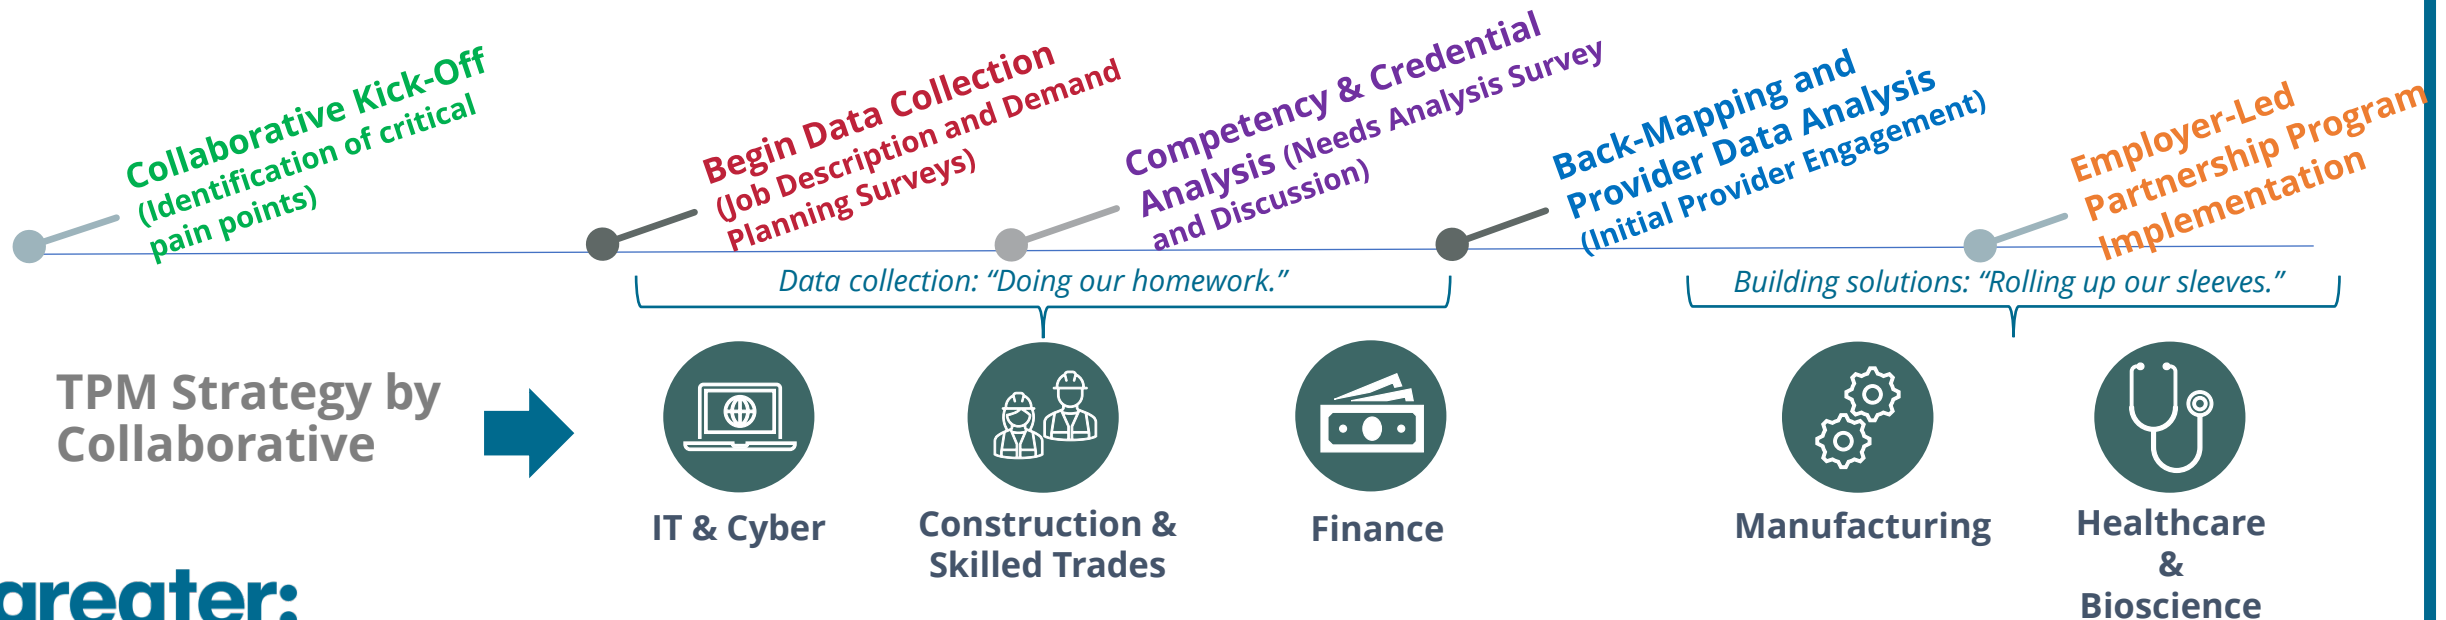 Collaborative Kick-Off
(Identification of critical
pain points)
Begin Data Collection
(Job Description and Demand
Planning Surveys)
Competency & Credential
Analysis (Needs Analysis Survey
and Discussion)
Back-Mapping and
Provider Data Analysis
(Initial Provider Engagement)
Employer-Led
Partnership Program
Implementation
Data collection: “Doing our homework.”
Building solutions: “Rolling up our sleeves.”
TPM Strategy by
Collaborative
IT & Cyber
Construction &
Skilled Trades
Finance
Manufacturing
Healthcare
&
Bioscience
greater: